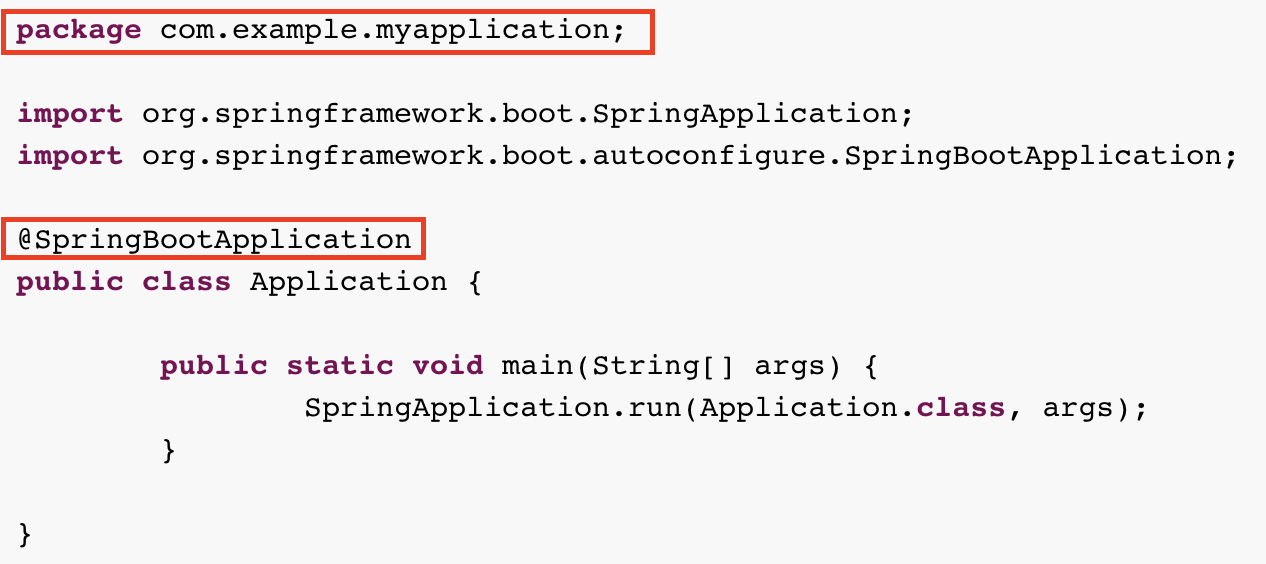 package com.example.myapplication;
import org.springframework.boot.SpringApplication;
import org.springframework.boot.autoconfigure.SpringBootApplication;
@SpringBootApplication
public class Application {
public static void main(String[] args) {
SpringApplication.run(Application.class, args);
}
}